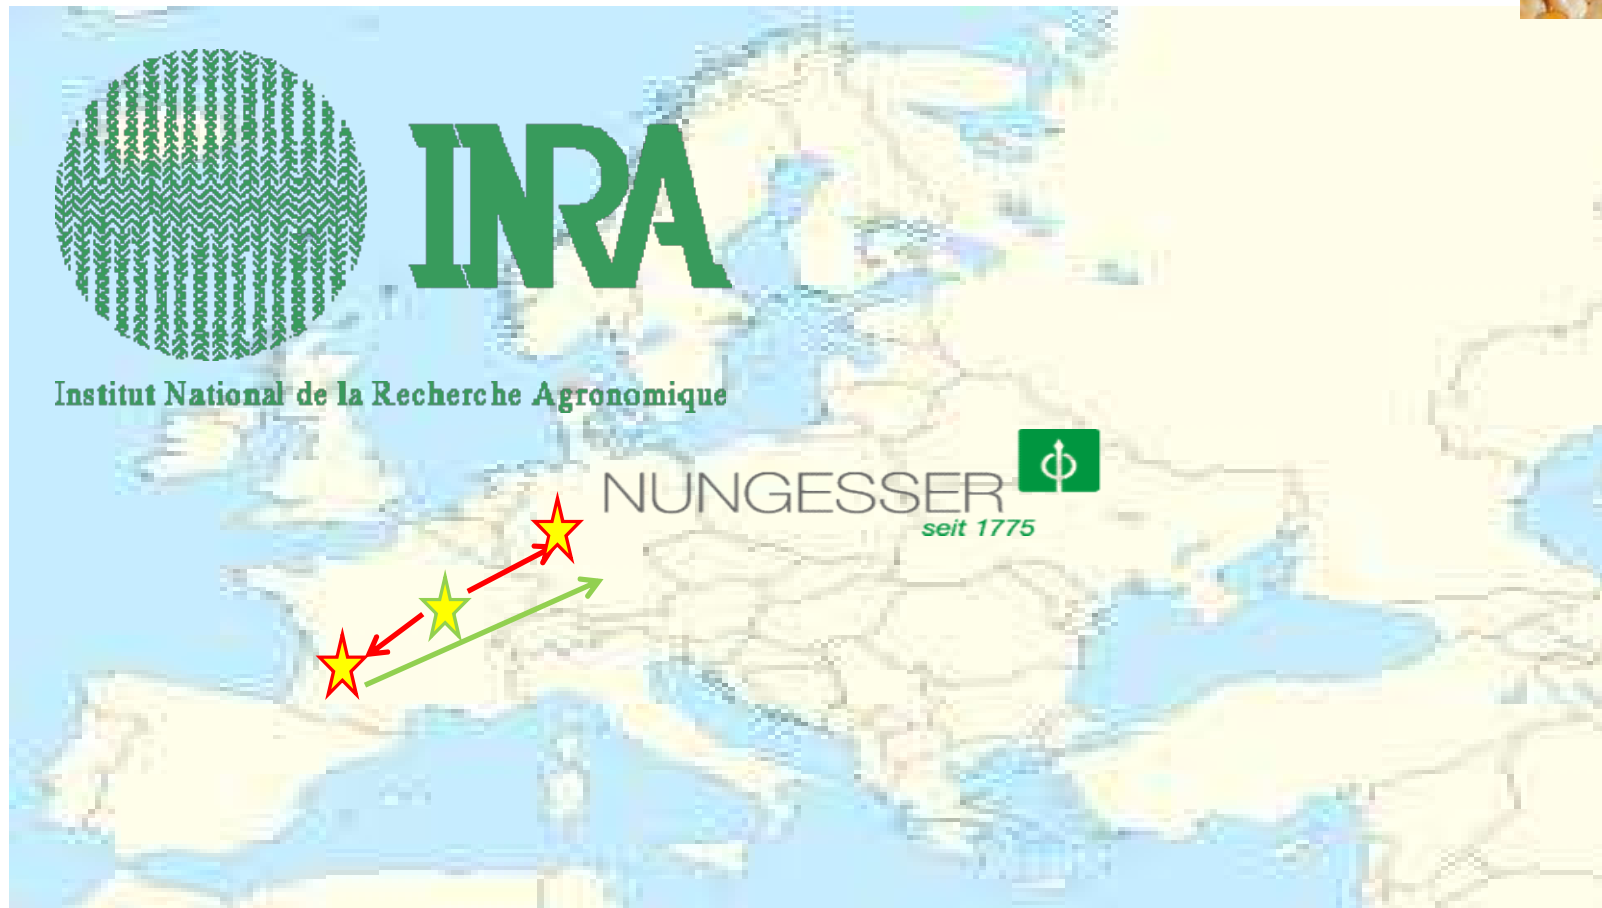 INRA
Institut National de la Recherche Agronomique
NUNGESSER
seit 1775